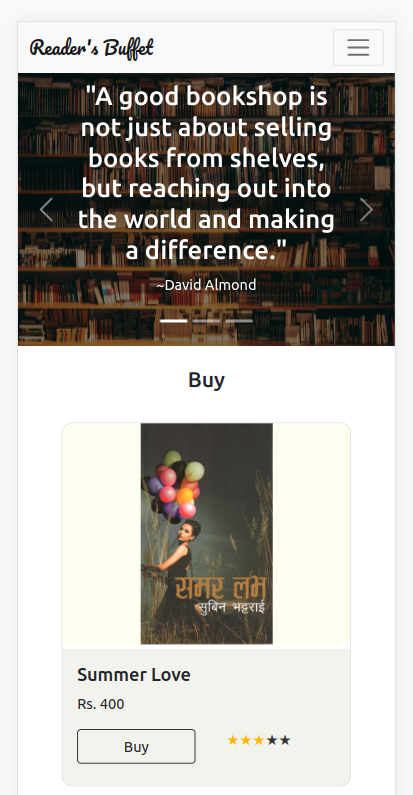 Reader's Buffet
"A good bookshop is
not just about selling
books from shelves,
but reaching out into
the world and making
a difference."
~David Almond
Buy
समर लभ
सुबिन भट्टराई
Summer Love
Rs. 400
Buy